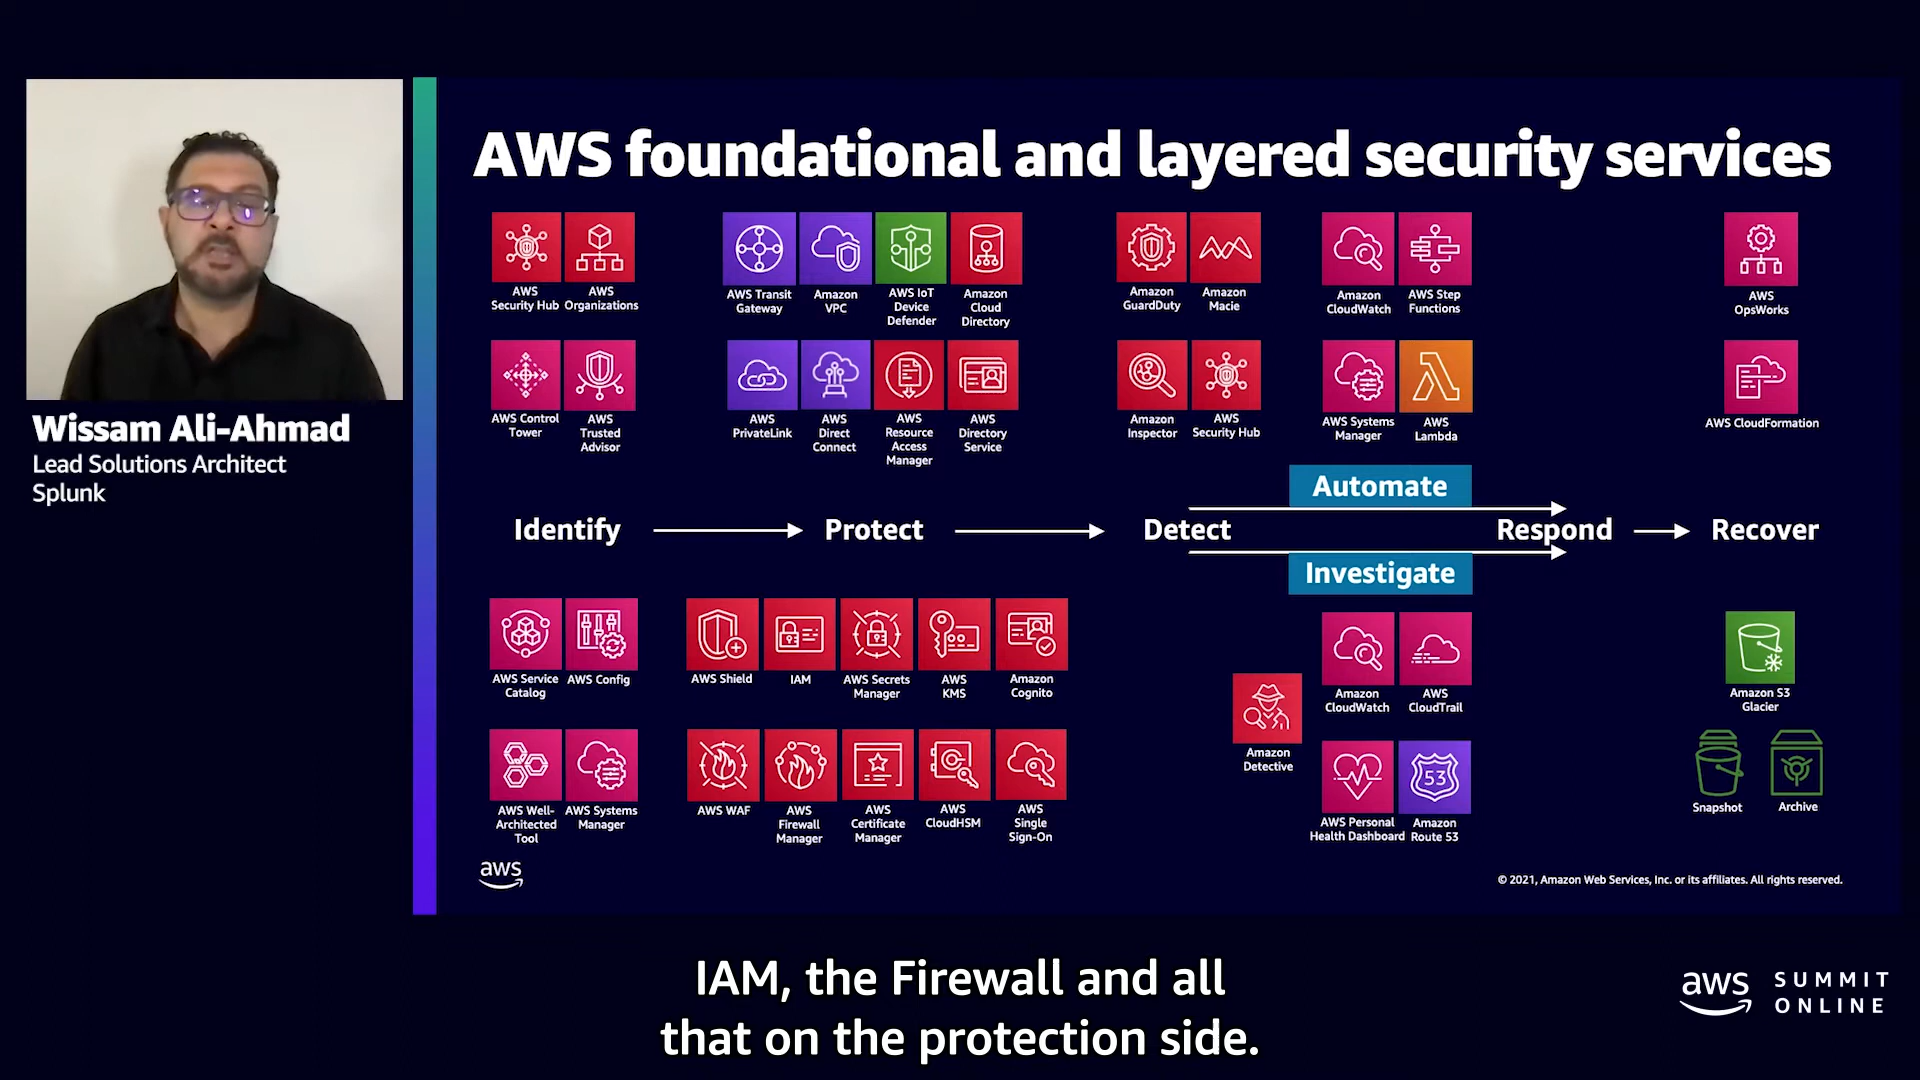 AWS foundational and layered security services
AWS
Security Hub
AWS
Organizations
AWS Transit
Gateway
Amazon
VPC
AWS IoT
Device
Defender
Amazon
Cloud
Directory
Amazon
GuardDuty
Amazon
Macie
Amazon
CloudWatch
AWS Step
Functions
AWS
OpsWorks
AWS Control
Tower
AWS
Trusted
Advisor
AWS
PrivateLink
AWS
Direct
Connect
AWS
Resource
Access
Manager
AWS
Directory
Service
Amazon
Inspector
AWS
Security Hub
AWS Systems
Manager
AWS
Lambda
AWS CloudFormation
Wissam Ali-Ahmad
Lead Solutions Architect
Splunk
Automate
Identify
Protect
Detect
Respond
Recover
Investigate
AWS Service
Catalog
AWS Config
AWS Shield
IAM
AWS Secrets
Manager
AWS
KMS
Amazon
Cognito
Amazon
Detective
Amazon
CloudWatch
AWS
CloudTrail
Amazon S3
Glacier
AWS Well-
Architected
Tool
AWS Systems
Manager
AWS WAF
AWS
Firewall
Manager
AWS
Certificate
Manager
AWS
CloudHSM
AWS
Single
Sign-On
AWS Personal
Health Dashboard
53
Amazon
Route 53
Snapshot
Archive
aws
© 2021, Amazon Web Services, Inc. or its affiliates. All rights reserved.
IAM, the Firewall and all
that on the protection side.
aws
SUMMIT
ONLINE